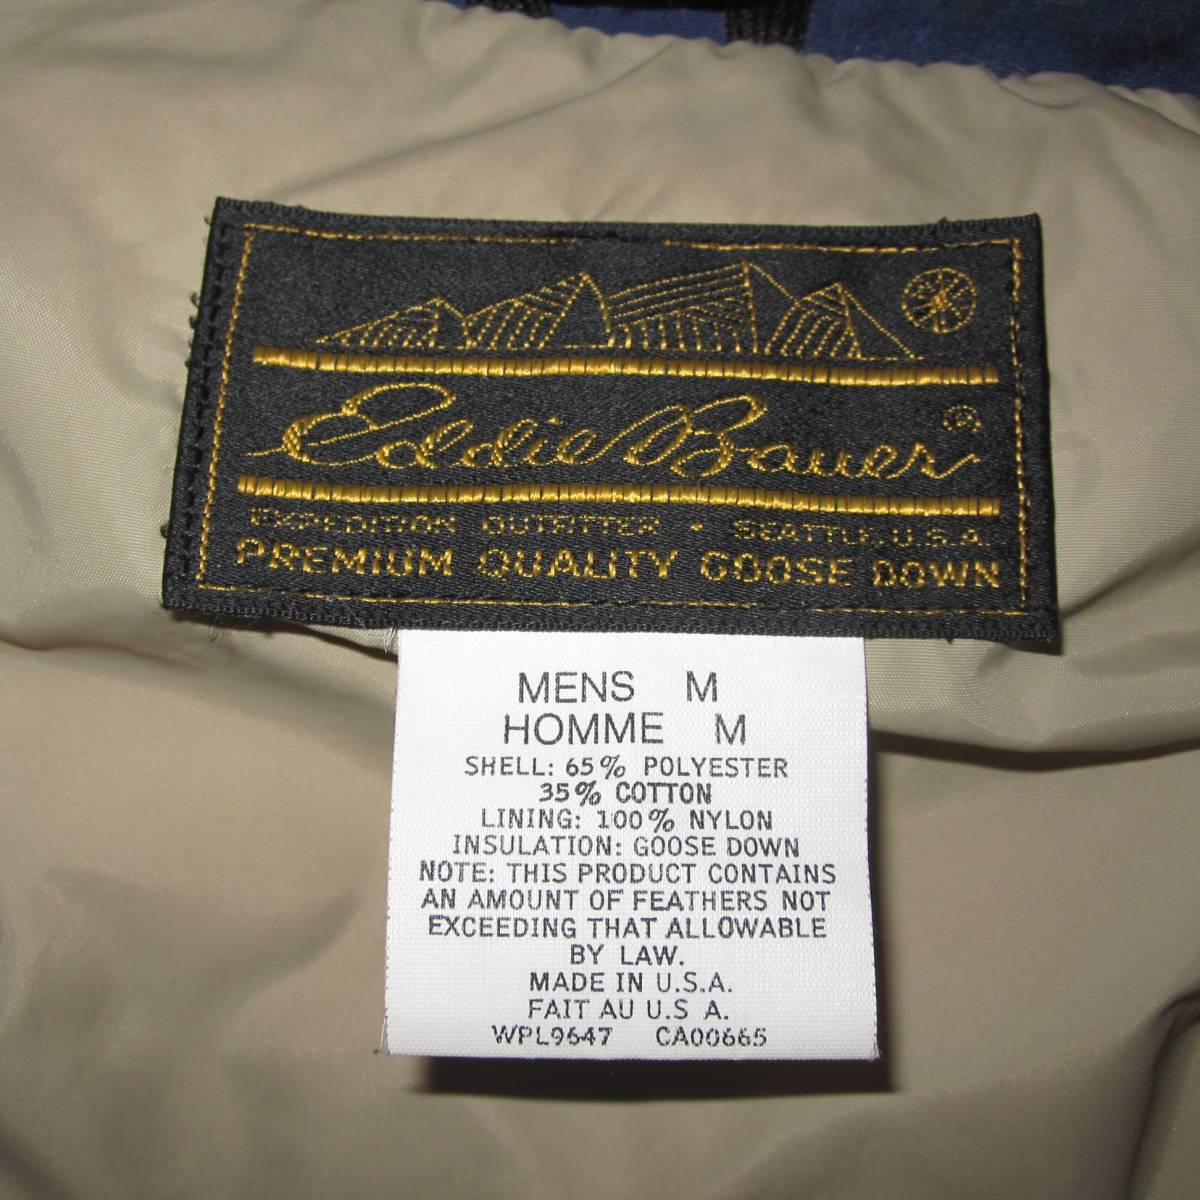 Eddie Bauer®
EXPEDITION OUTFITTER • SEATTLE, U.S.A.
PREMIUM QUALITY GOOSE DOWN
MENS M
HOMME M
SHELL: 65% POLYESTER
35% COTTON
LINING: 100% NYLON
INSULATION: GOOSE DOWN
NOTE: THIS PRODUCT CONTAINS
AN AMOUNT OF FEATHERS NOT
EXCEEDING THAT ALLOWABLE
BY LAW.
MADE IN U.S.A.
FAIT AU U.S A.
WPL9647 CA00665